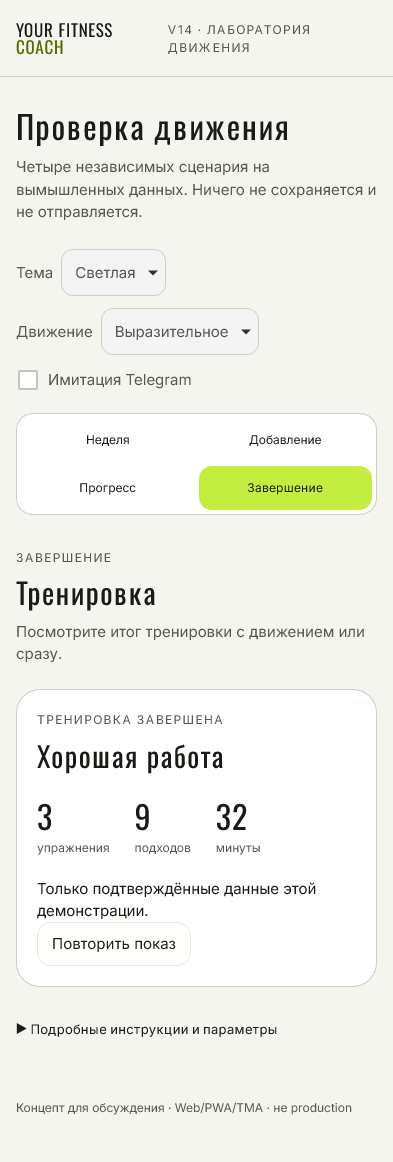 YOUR FITNESS
COACH
V14 · ЛАБОРАТОРИЯ
ДВИЖЕНИЯ
Проверка движения
Четыре независимых сценария на
вымышленных данных. Ничего не сохраняется и
не отправляется.
Тема Светлая
Движение Выразительное
Имитация Telegram
Неделя Добавление
Прогресс Завершение
ЗАВЕРШЕНИЕ
Тренировка
Посмотрите итог тренировки с движением или
сразу.
ТРЕНИРОВКА ЗАВЕРШЕНА
Хорошая работа
3 9 32
упражнения подходов минуты
Только подтверждённые данные этой
демонстрации.
Повторить показ
Подробные инструкции и параметры
Концепт для обсуждения · Web/PWA/TMA · не production